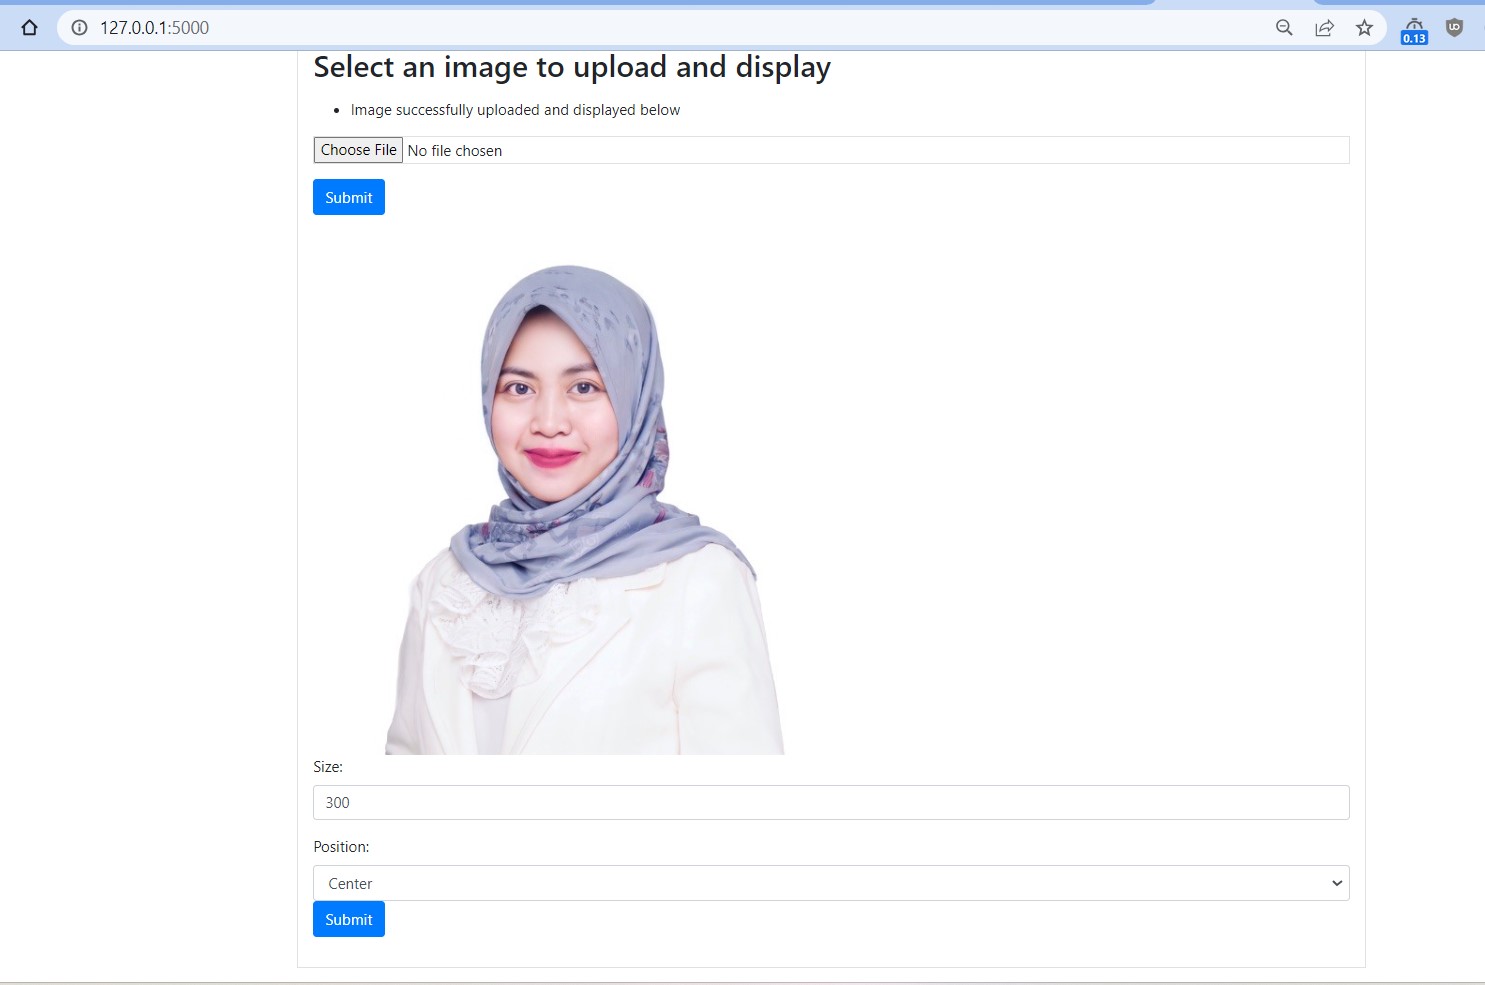 127.0.0.1:5000
0.13
Select an image to upload and display
Image successfully uploaded and displayed below
Choose File No file chosen
Submit
Size:
300
Position:
Center
Submit